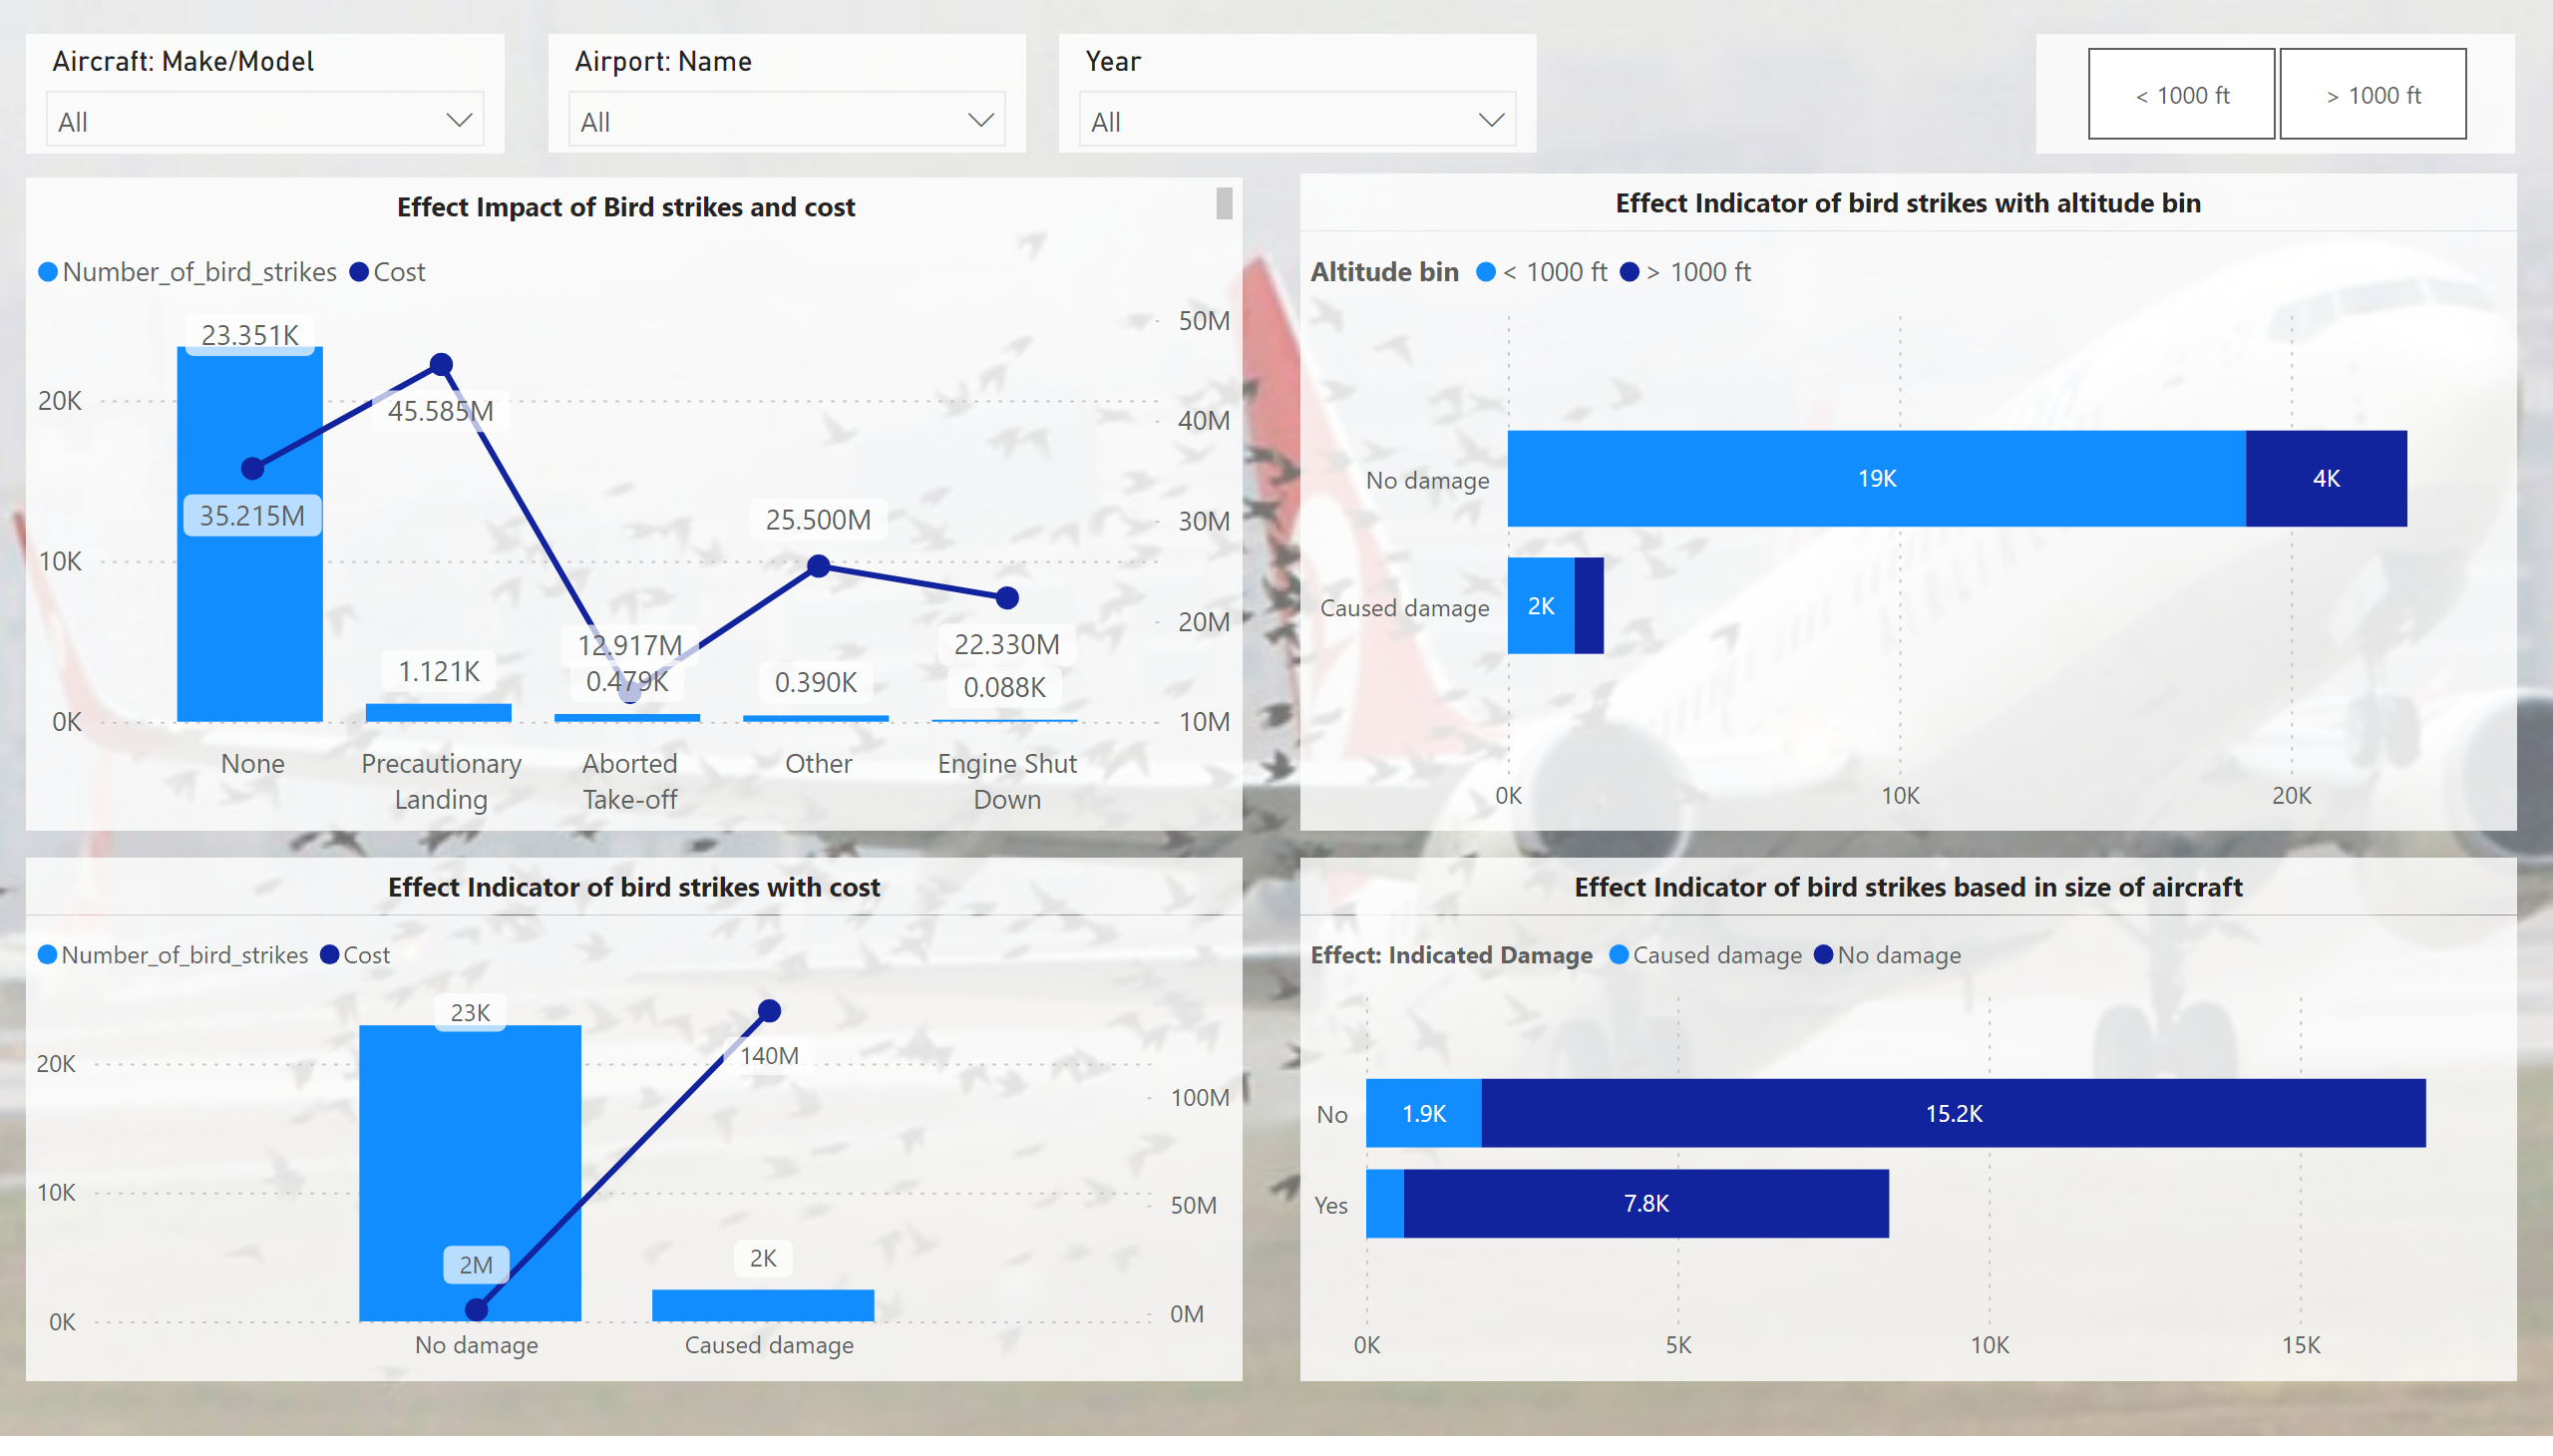 Aircraft: Make/Model
All
Airport: Name
All
Year
All
< 1000 ft
> 1000 ft
Effect Impact of Bird strikes and cost
Number_of_bird_strikes Cost
23.351K
45.585M
35.215M
1.121K
12.917M
0.479K
25.500M
0.390K
22.330M
0.088K
20K
10K
0K
50M
40M
30M
20M
10M
None
Precautionary
Landing
Aborted
Take-off
Other
Engine Shut
Down
Effect Indicator of bird strikes with altitude bin
Altitude bin < 1000 ft > 1000 ft
No damage
19K
4K
Caused damage
2K
0K
10K
20K
Effect Indicator of bird strikes with cost
Number_of_bird_strikes Cost
23K
140M
2M
2K
20K
10K
0K
100M
50M
0M
No damage
Caused damage
Effect Indicator of bird strikes based in size of aircraft
Effect: Indicated Damage Caused damage No damage
No
1.9K
15.2K
Yes
7.8K
0K
5K
10K
15K